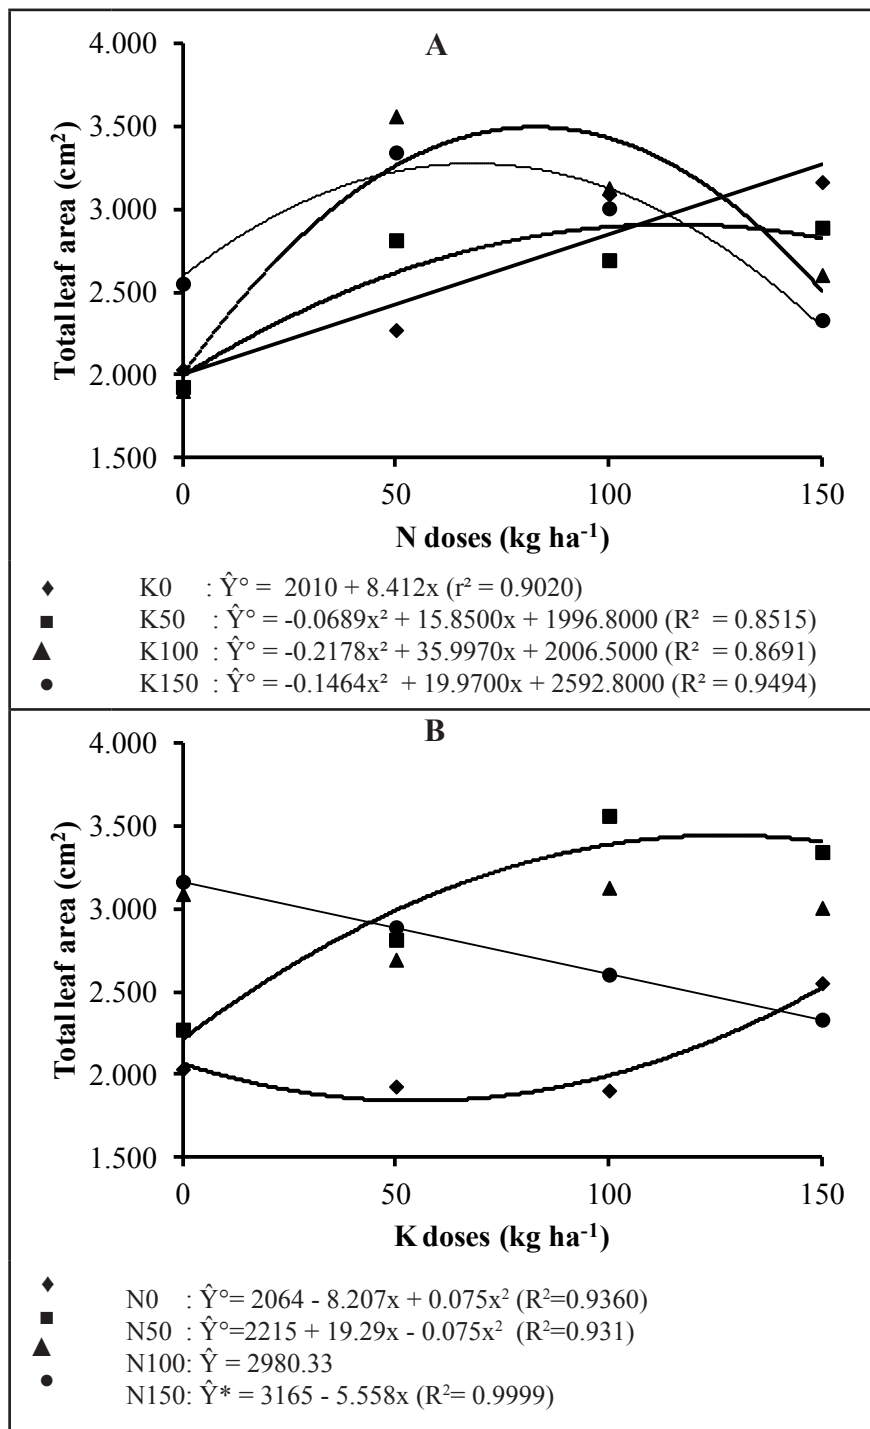 A
Total leaf area (cm²)
4.000
3.500
3.000
2.500
2.000
1.500
0 50 100 150
N doses (kg ha⁻¹)
K0 : Ŷ° = 2010 + 8.412x (r² = 0.9020)
K50 : Ŷ° = -0.0689x² + 15.8500x + 1996.8000 (R² = 0.8515)
K100 : Ŷ° = -0.2178x² + 35.9970x + 2006.5000 (R² = 0.8691)
K150 : Ŷ° = -0.1464x² + 19.9700x + 2592.8000 (R² = 0.9494)
B
Total leaf area (cm²)
4.000
3.500
3.000
2.500
2.000
1.500
0 50 100 150
K doses (kg ha⁻¹)
N0 : Ŷ°= 2064 - 8.207x + 0.075x² (R²=0.9360)
N50 : Ŷ°=2215 + 19.29x - 0.075x² (R²=0.931)
N100: Ŷ = 2980.33
N150: Ŷ* = 3165 - 5.558x (R²= 0.9999)